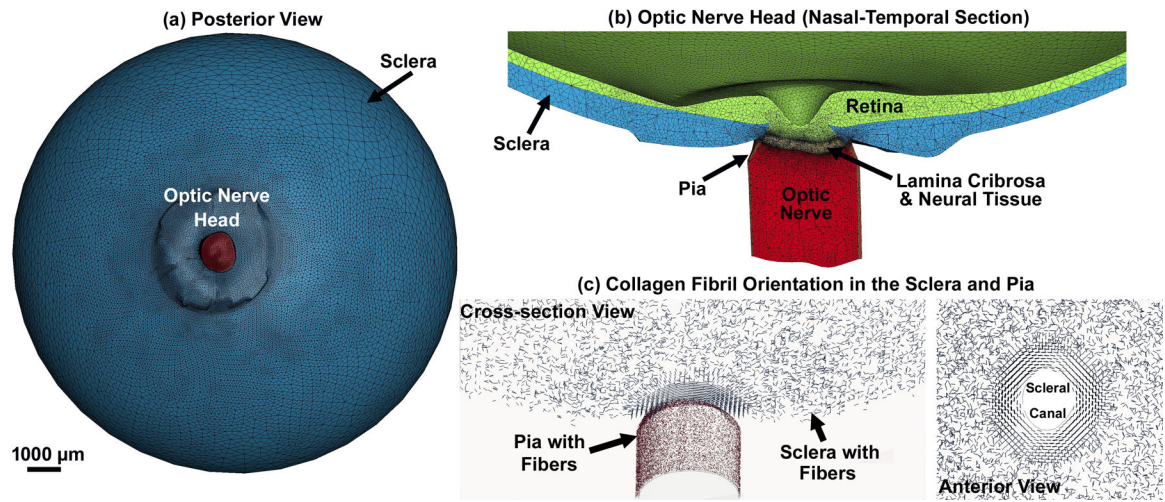 (a) Posterior View
Sclera
Optic Nerve
Head
1000 µm
(b) Optic Nerve Head (Nasal-Temporal Section)
Retina
Sclera
Pia
Lamina Cribrosa
& Neural Tissue
Optic
Nerve
(c) Collagen Fibril Orientation in the Sclera and Pia
Cross-section View
Pia with
Fibers
Sclera with
Fibers
Scleral
Canal
Anterior View